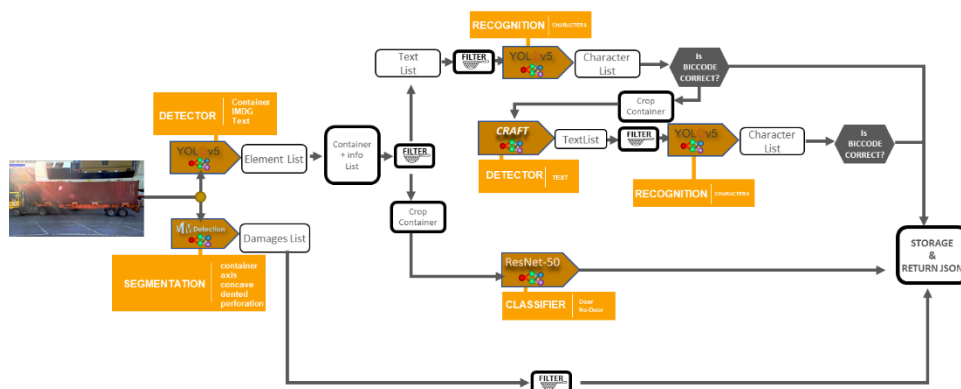 RECOGNITION
CHARACTERS
Text
List
FILTER
YOLOv5
Character
List
Is
BICCODE
CORRECT?
Crop
Container
DETECTOR
Container
IMDG
Text
YOLOv5
Element List
Container
+ info
List
FILTER
CRAFT
TextList
FILTER
YOLOv5
Character
List
Is
BICCODE
CORRECT?
DETECTOR
TEXT
RECOGNITION
CHARACTERS
Crop
Container
MMDetection
Damages List
SEGMENTATION
container
axis
concave
dented
perforation
ResNet-50
CLASSIFIER
Door
No-Door
STORAGE
&
RETURN JSON
FILTER